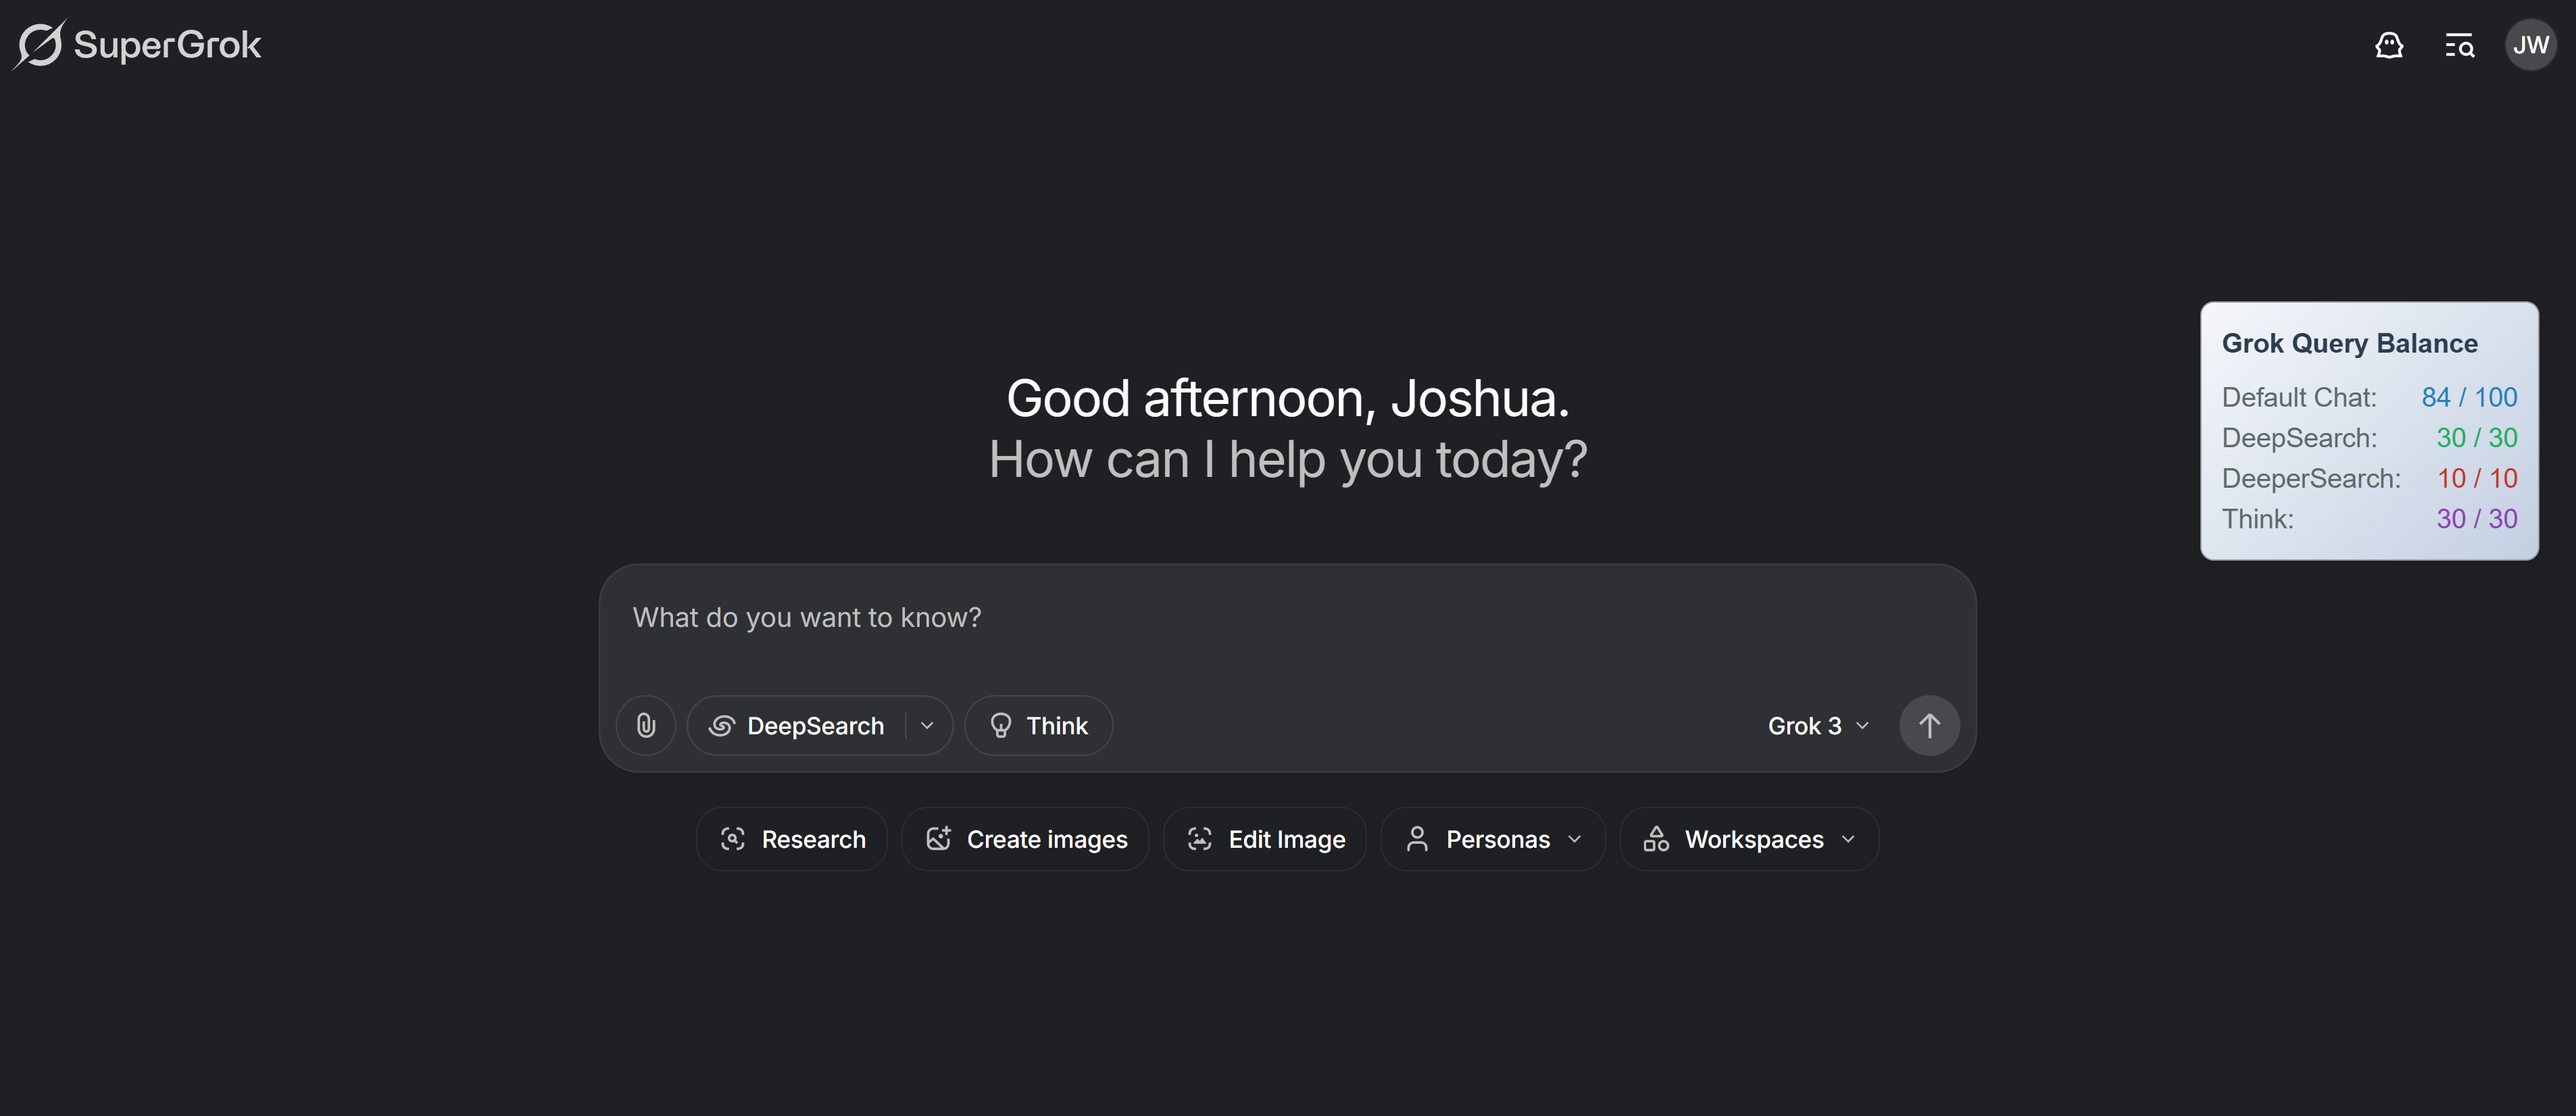 SuperGrok
JW
Good afternoon, Joshua.
How can I help you today?
Grok Query Balance
Default Chat: 84 / 100
DeepSearch: 30 / 30
DeeperSearch: 10 / 10
Think: 30 / 30
What do you want to know?
DeepSearch Think Grok 3
Research Create images Edit Image Personas Workspaces